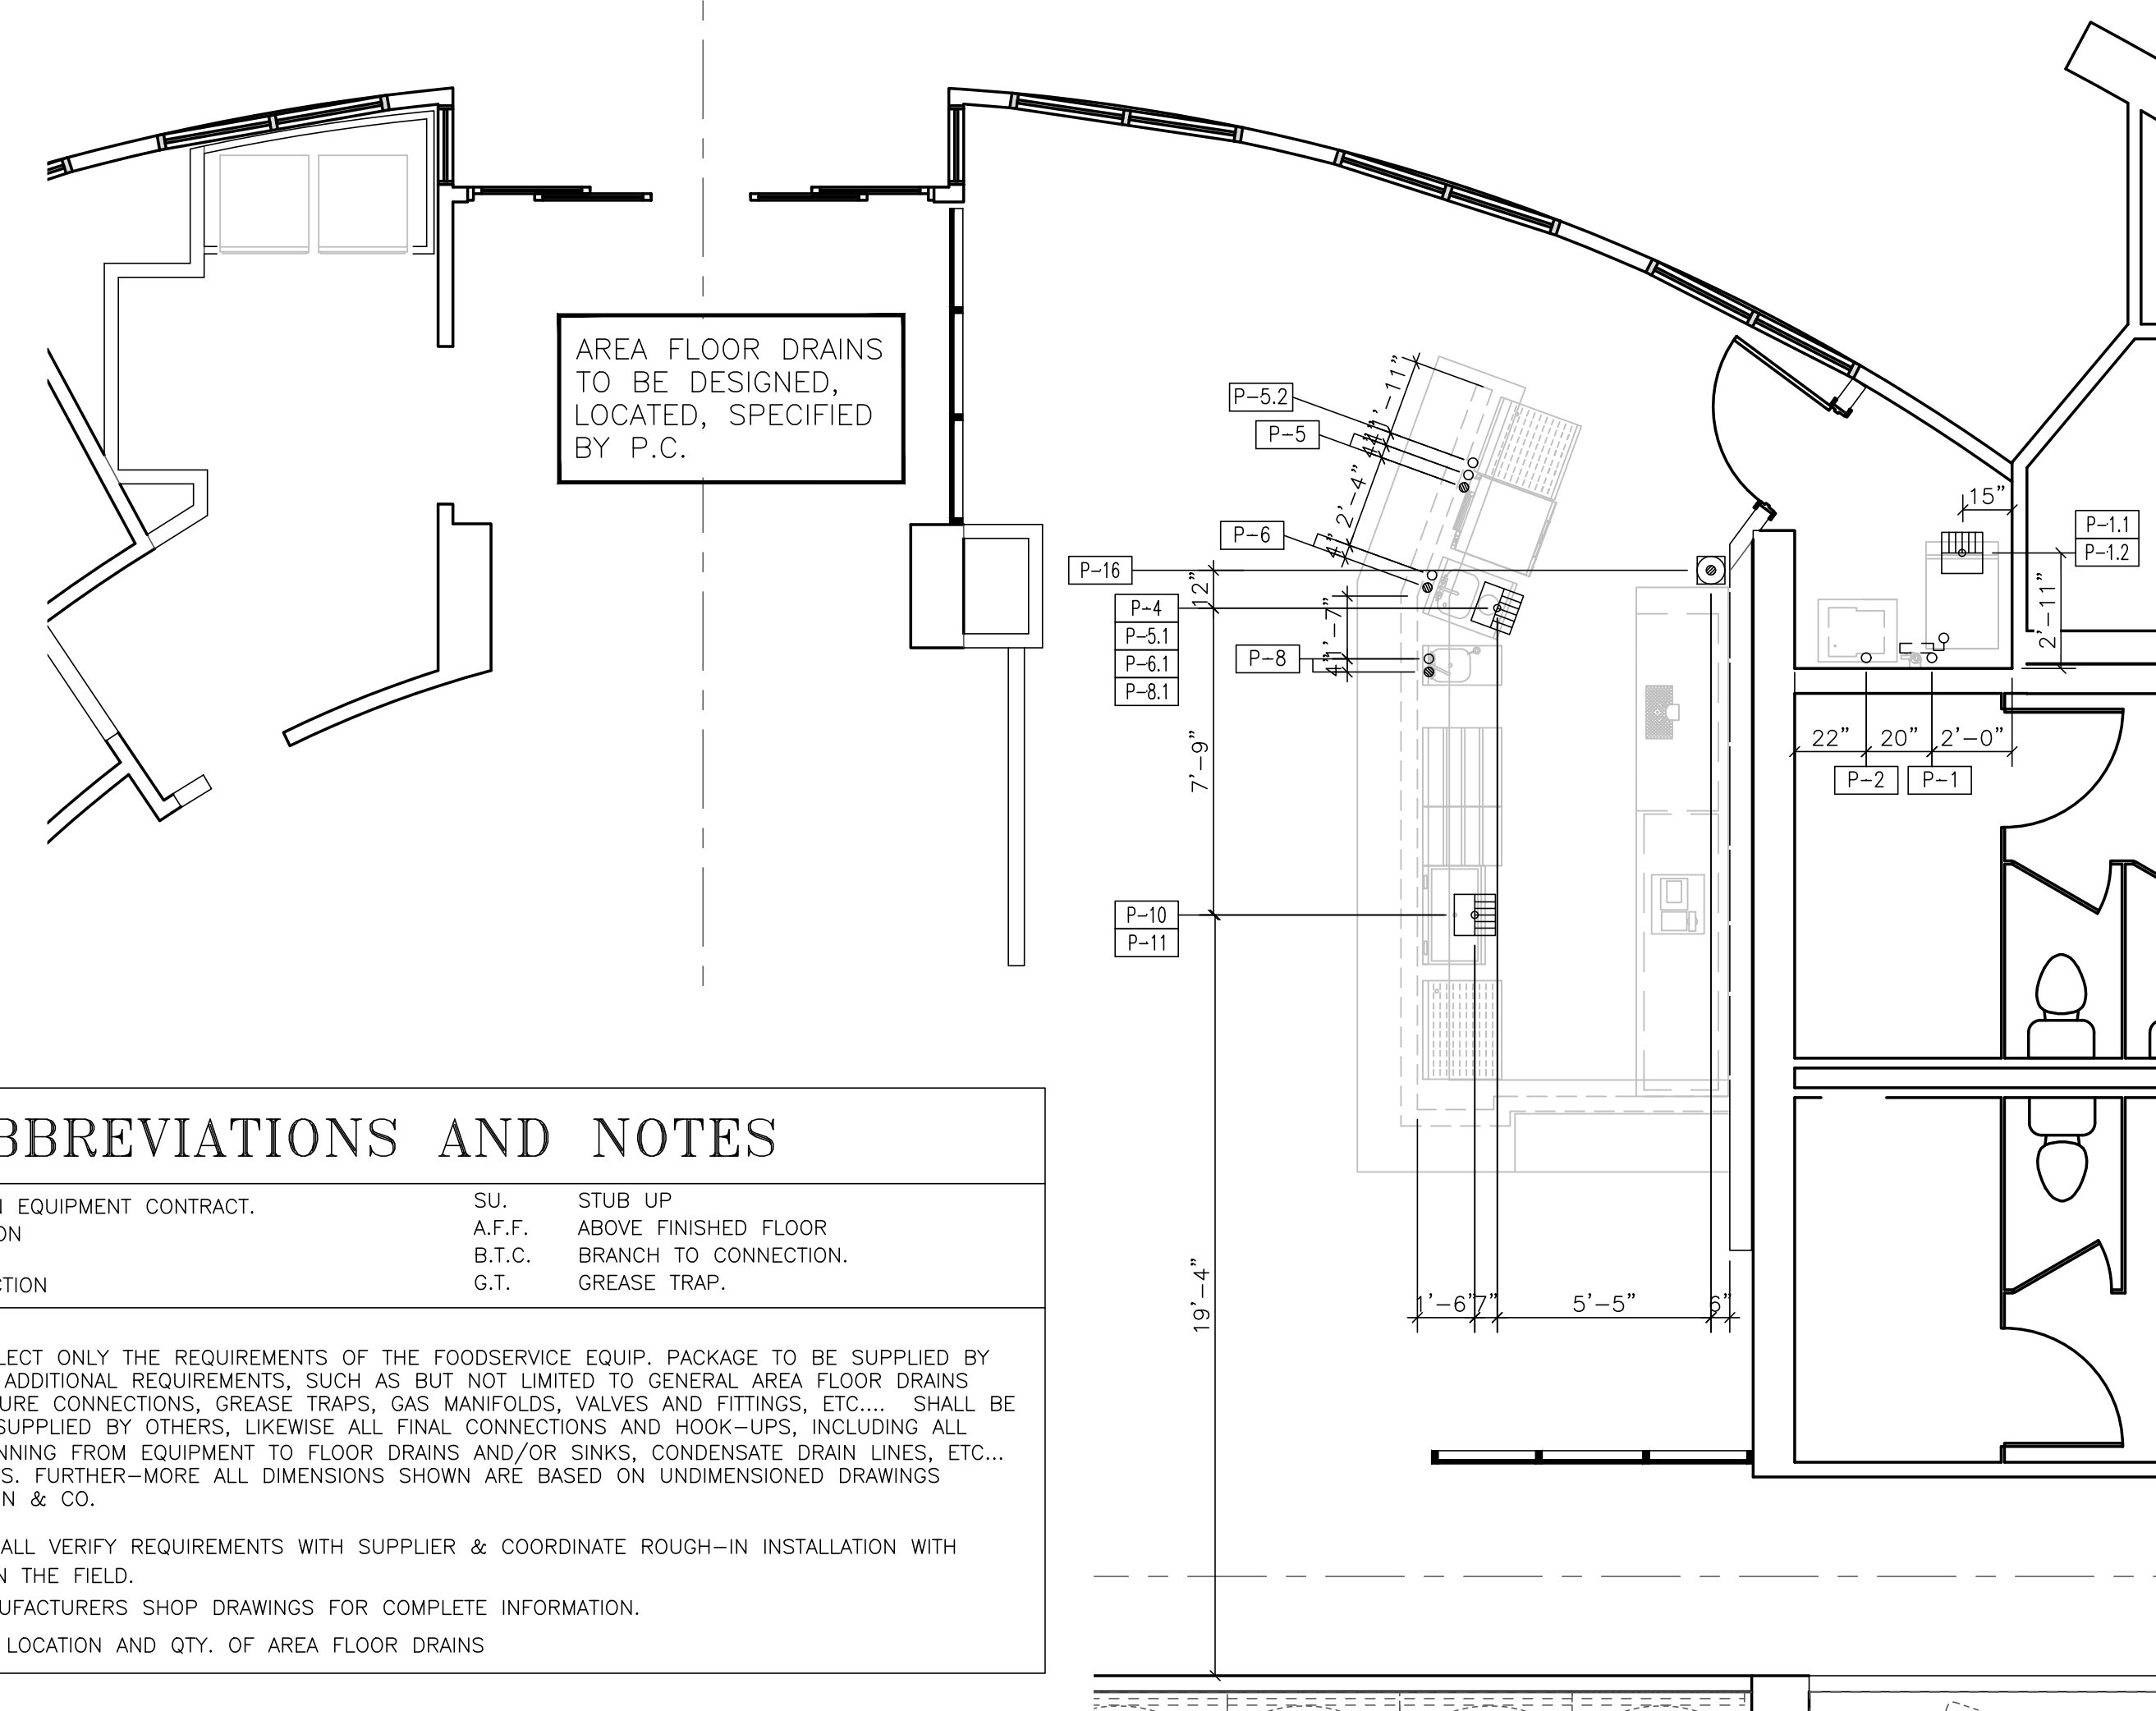 AREA FLOOR DRAINS
TO BE DESIGNED,
LOCATED, SPECIFIED
BY P.C.
P-5.2
P-5
P-6
P-16
P-4
P-5.1
P-6.1
P-8.1
P-8
P-10
P-11
4'-11"
4"
2'-4"
4"
12"
1'-7"
4"
7'-9"
19'-4"
1'-6"
7"
5'-5"
6"
15"
P-1.1
P-1.2
2'-11"
22"
20"
2'-0"
P-2
P-1
BBREVIATIONS AND NOTES
EQUIPMENT CONTRACT.
SU. STUB UP
A.F.F. ABOVE FINISHED FLOOR
B.T.C. BRANCH TO CONNECTION.
G.T. GREASE TRAP.
ON
CTION
LECT ONLY THE REQUIREMENTS OF THE FOODSERVICE EQUIP. PACKAGE TO BE SUPPLIED BY
ADDITIONAL REQUIREMENTS, SUCH AS BUT NOT LIMITED TO GENERAL AREA FLOOR DRAINS
URE CONNECTIONS, GREASE TRAPS, GAS MANIFOLDS, VALVES AND FITTINGS, ETC.... SHALL BE
SUPPLIED BY OTHERS, LIKEWISE ALL FINAL CONNECTIONS AND HOOK-UPS, INCLUDING ALL
NNING FROM EQUIPMENT TO FLOOR DRAINS AND/OR SINKS, CONDENSATE DRAIN LINES, ETC...
S. FURTHER-MORE ALL DIMENSIONS SHOWN ARE BASED ON UNDIMENSIONED DRAWINGS
N & CO.
ALL VERIFY REQUIREMENTS WITH SUPPLIER & COORDINATE ROUGH-IN INSTALLATION WITH
N THE FIELD.
UFACTURERS SHOP DRAWINGS FOR COMPLETE INFORMATION.
LOCATION AND QTY. OF AREA FLOOR DRAINS